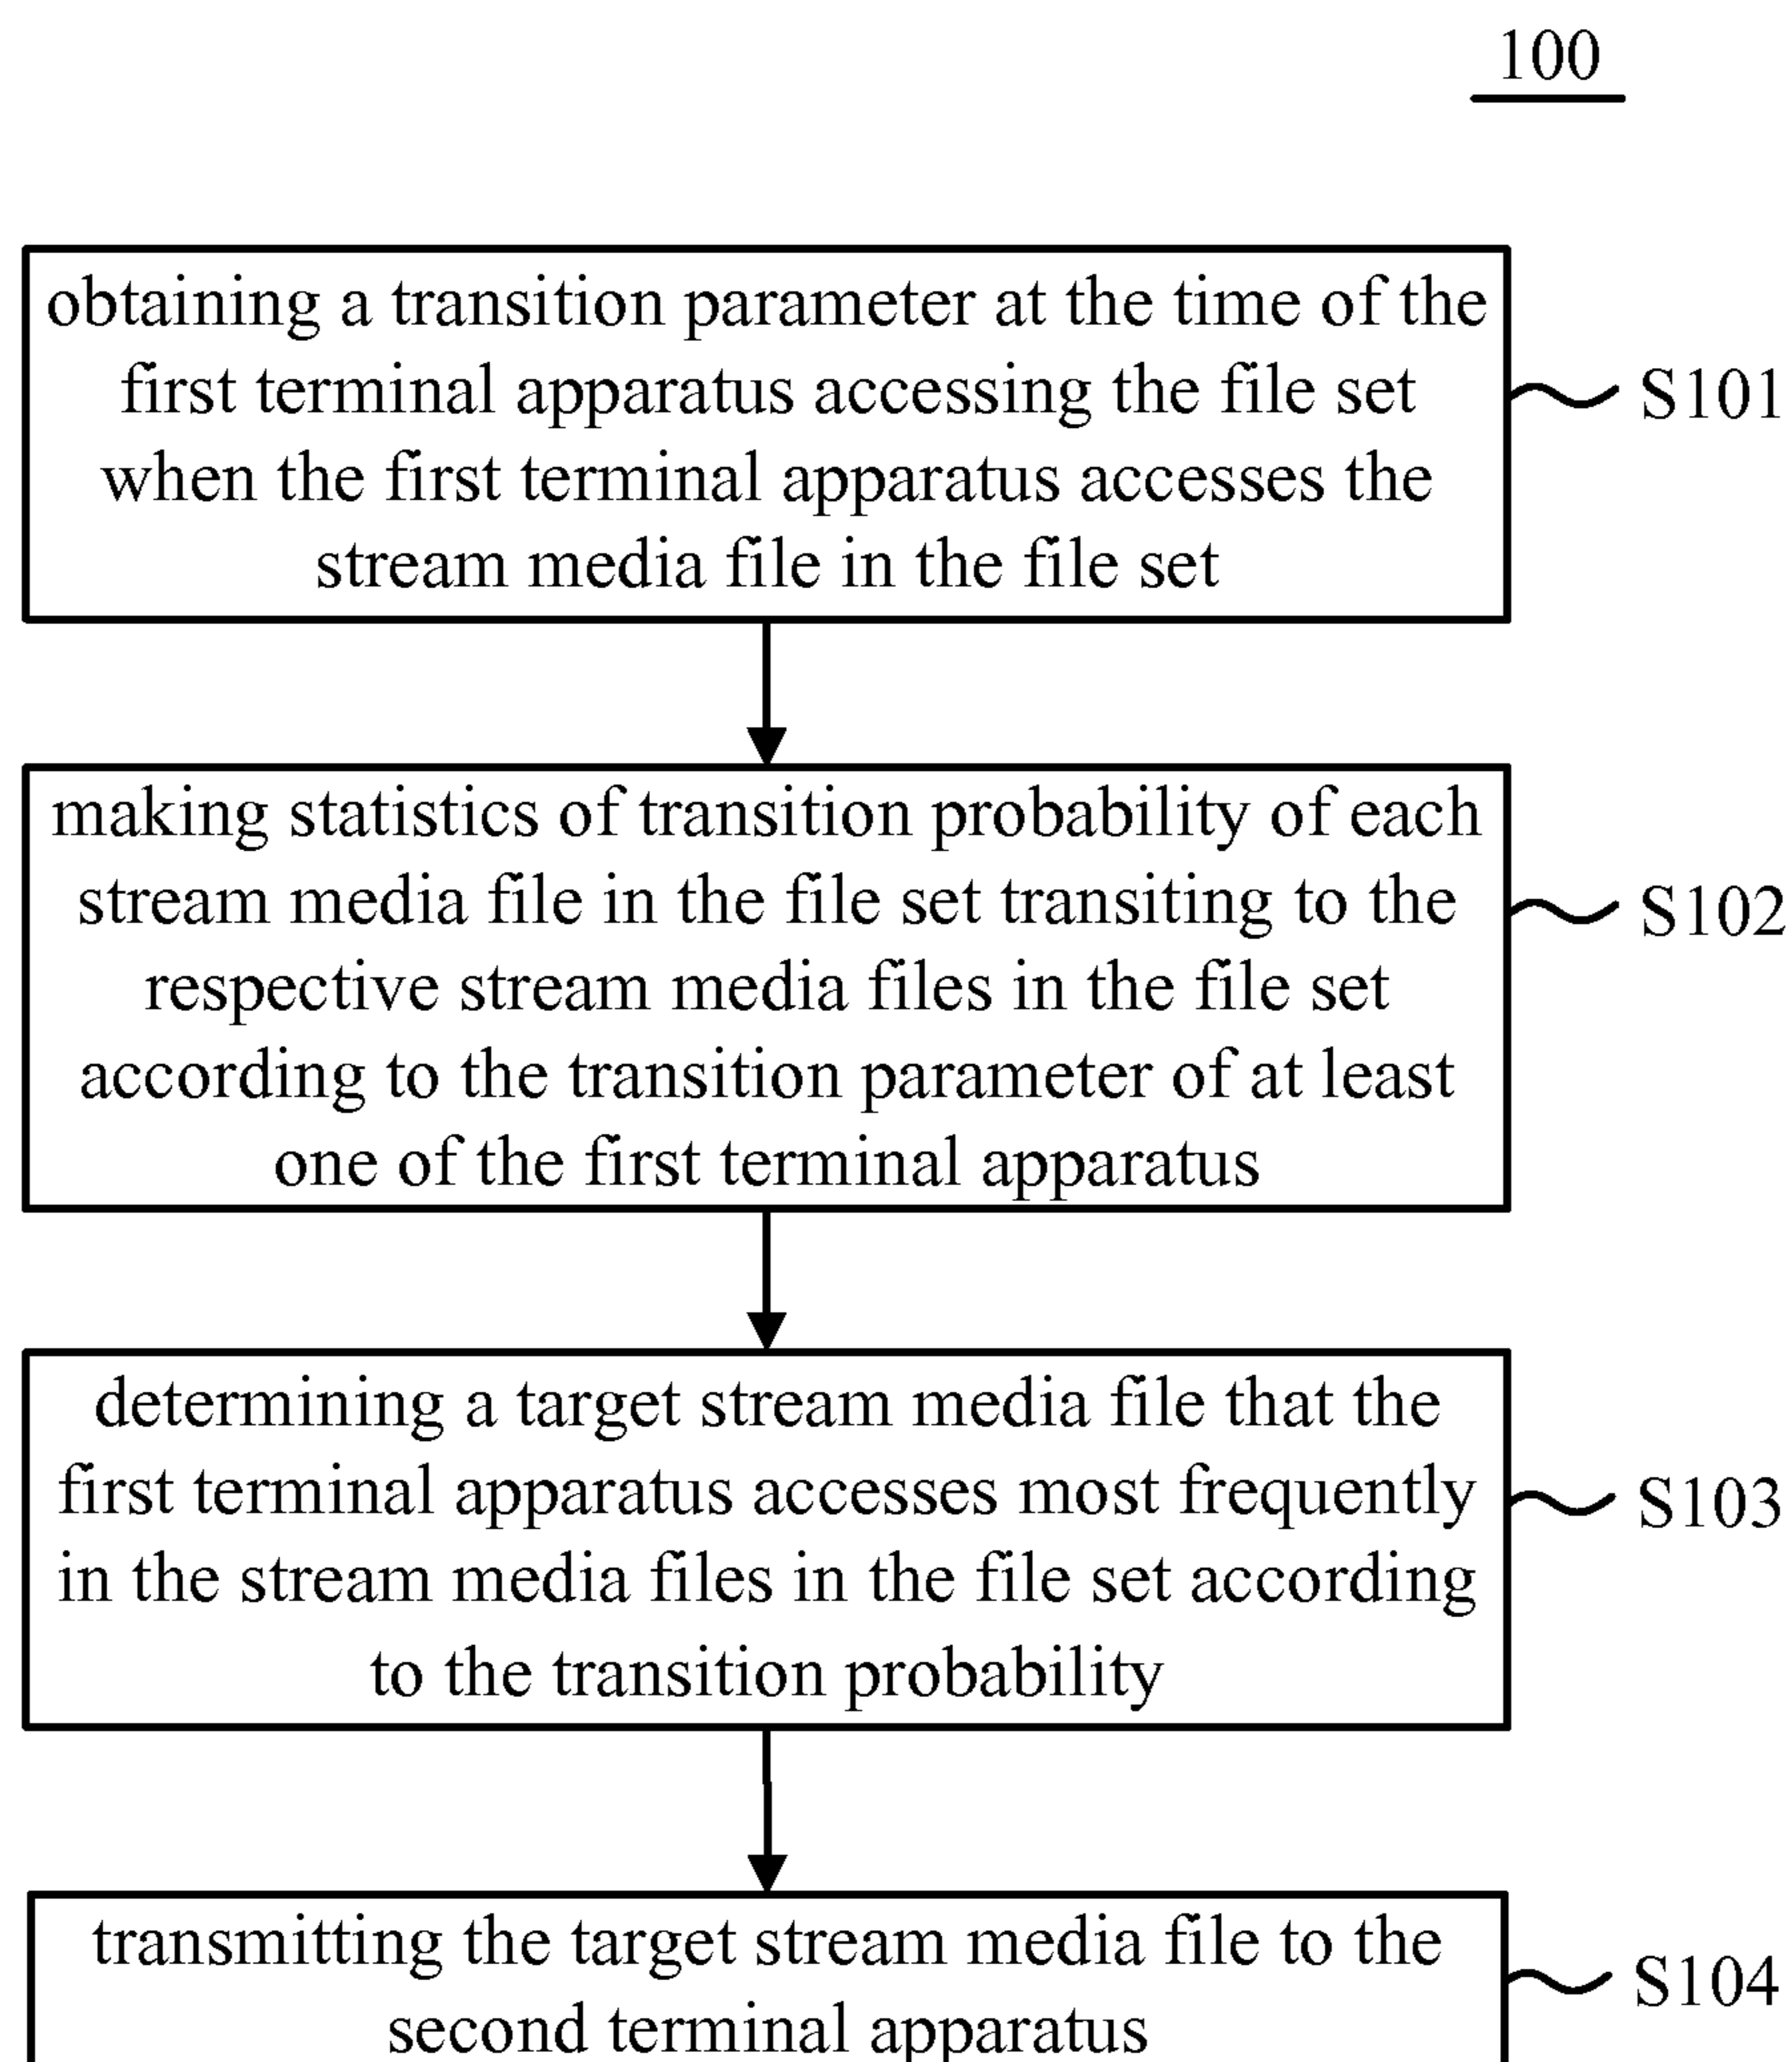 100
obtaining a transition parameter at the time of the
first terminal apparatus accessing the file set
when the first terminal apparatus accesses the
stream media file in the file set
S101
making statistics of transition probability of each
stream media file in the file set transiting to the
respective stream media files in the file set
according to the transition parameter of at least
one of the first terminal apparatus
S102
determining a target stream media file that the
first terminal apparatus accesses most frequently
in the stream media files in the file set according
to the transition probability
S103
transmitting the target stream media file to the
second terminal apparatus
S104